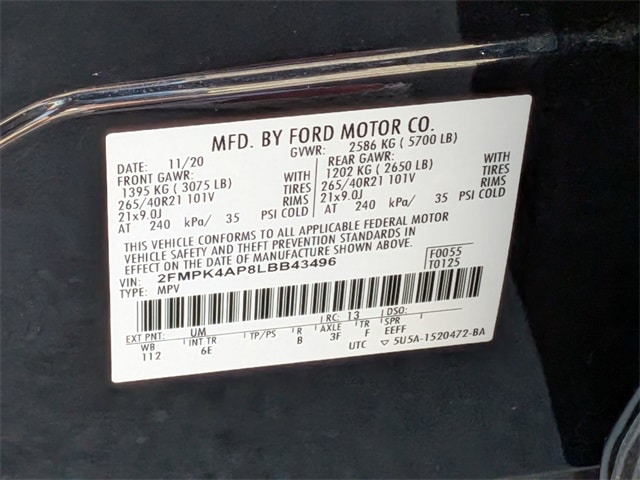 MFD. BY FORD MOTOR CO.
DATE: 11/20 GVWR: 2586 KG ( 5700 LB)
FRONT GAWR: REAR GAWR:
1395 KG ( 3075 LB) WITH 1202 KG ( 2650 LB) WITH
265/40R21 101V TIRES 265/40R21 101V TIRES
21x9.0J RIMS 21x9.0J RIMS
AT 240 kPa/ 35 PSI COLD AT 240 kPa/ 35 PSI COLD
THIS VEHICLE CONFORMS TO ALL APPLICABLE FEDERAL MOTOR
VEHICLE SAFETY AND THEFT PREVENTION STANDARDS IN
EFFECT ON THE DATE OF MANUFACTURE SHOWN ABOVE.
VIN: 2FMPK4AP8LBB43496 F0055
TYPE: MPV T0125
EXT PNT: UM RC: 13 DSO:
WB INT TR TP/PS R AXLE TR SPR
112 6E B 3F F EEFF
UTC ▽ 5U5A-1520472-BA